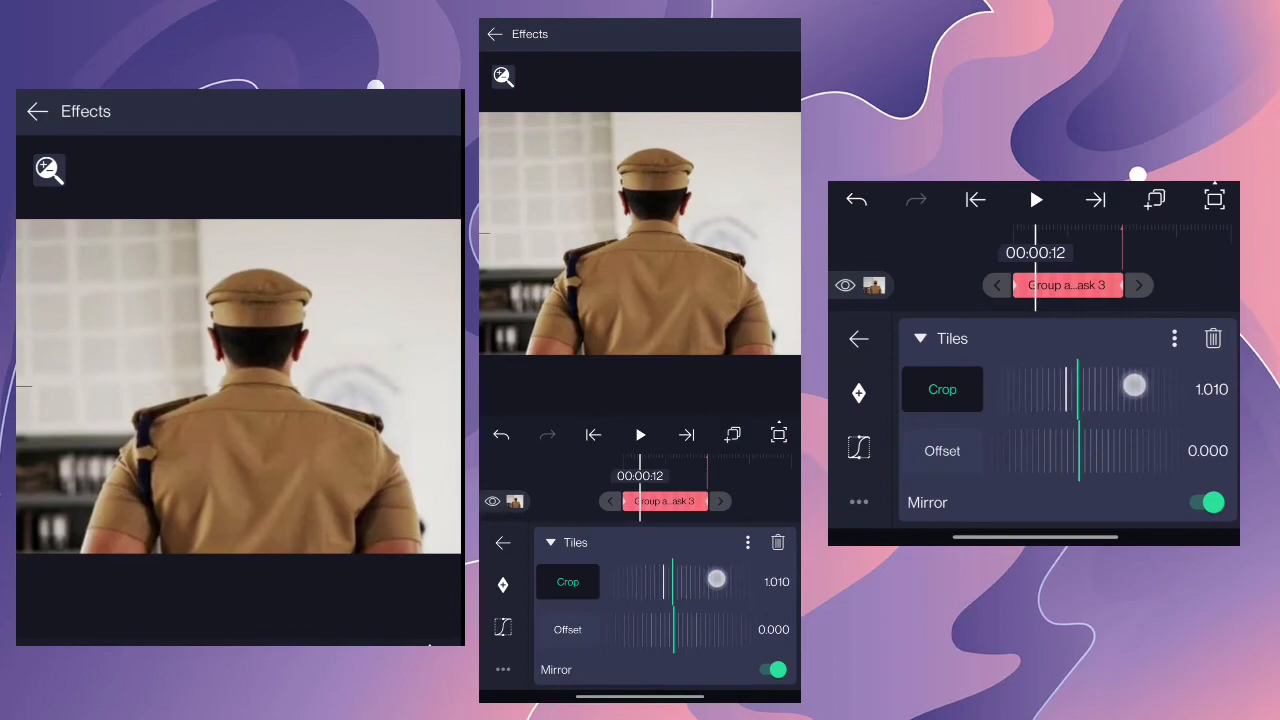 Effects
Effects
00:00:12
Group a...ask 3
Tiles
Crop
1.010
Offset
0.000
Mirror
00:00:12
Group a...ask 3
Tiles
Crop
1.010
Offset
0.000
Mirror